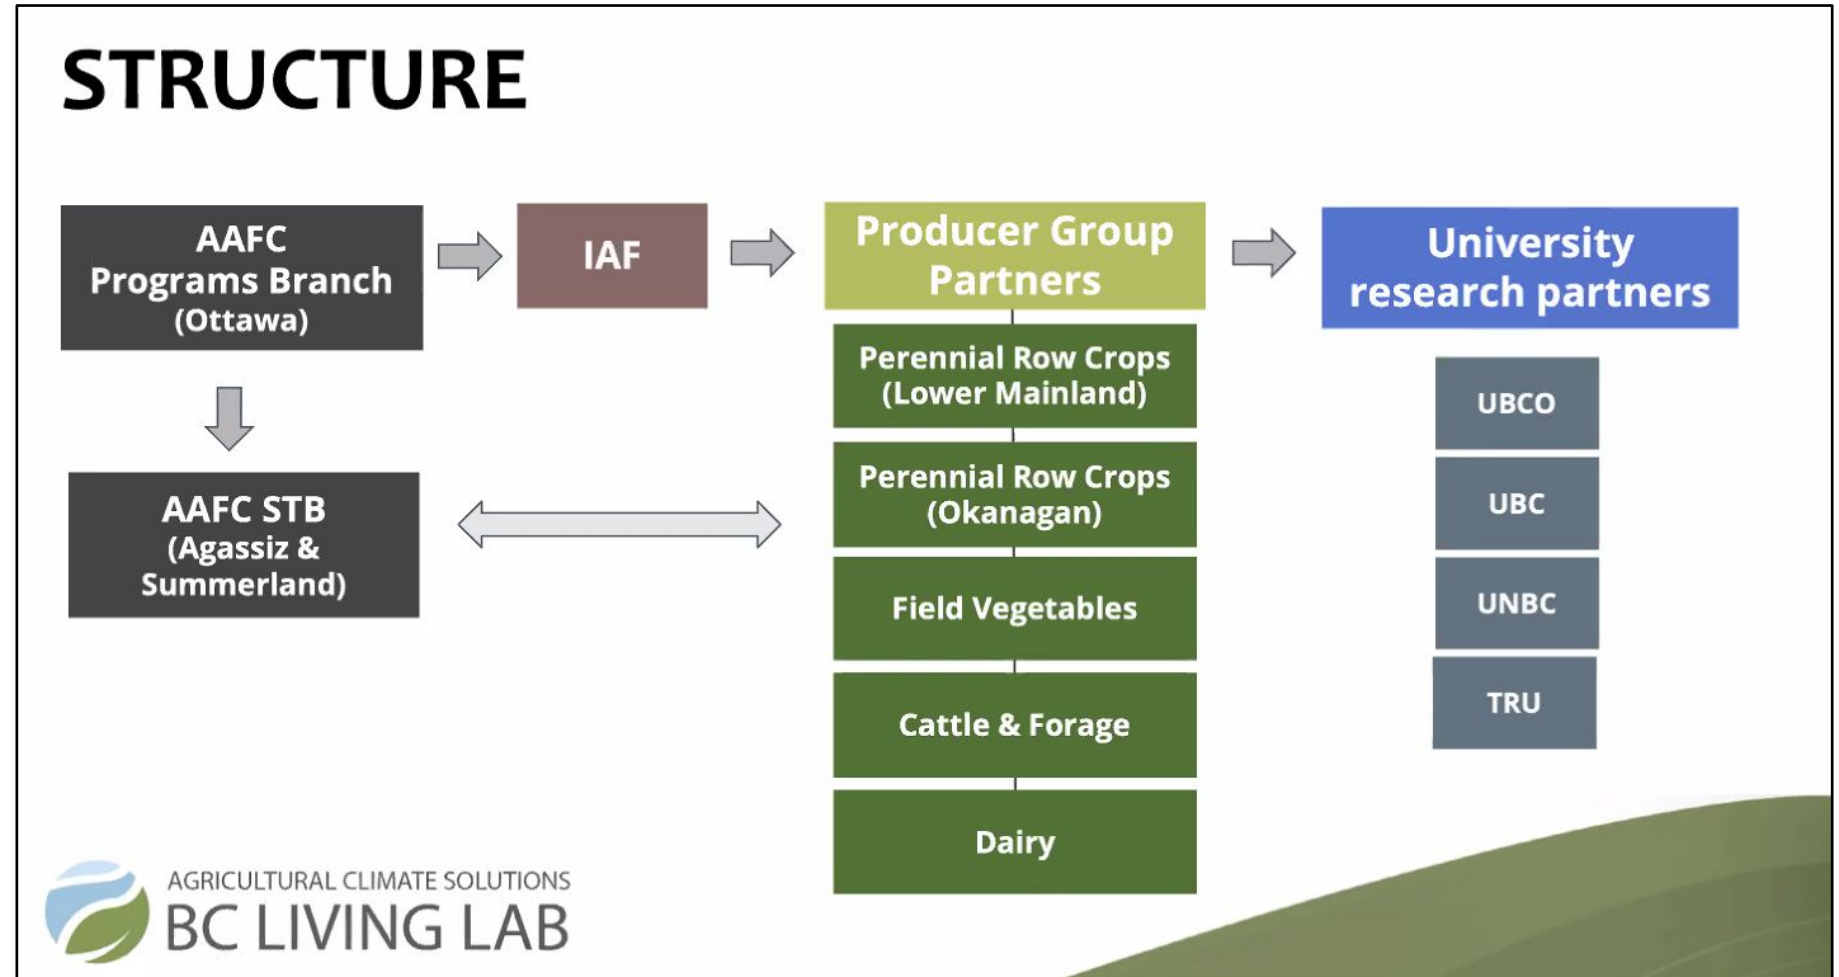 STRUCTURE
AAFC
Programs Branch
(Ottawa)
IAF
Producer Group
Partners
University
research partners
Perennial Row Crops
(Lower Mainland)
Perennial Row Crops
(Okanagan)
Field Vegetables
Cattle & Forage
Dairy
UBCO
UBC
UNBC
TRU
AAFC STB
(Agassiz &
Summerland)
AGRICULTURAL CLIMATE SOLUTIONS
BC LIVING LAB